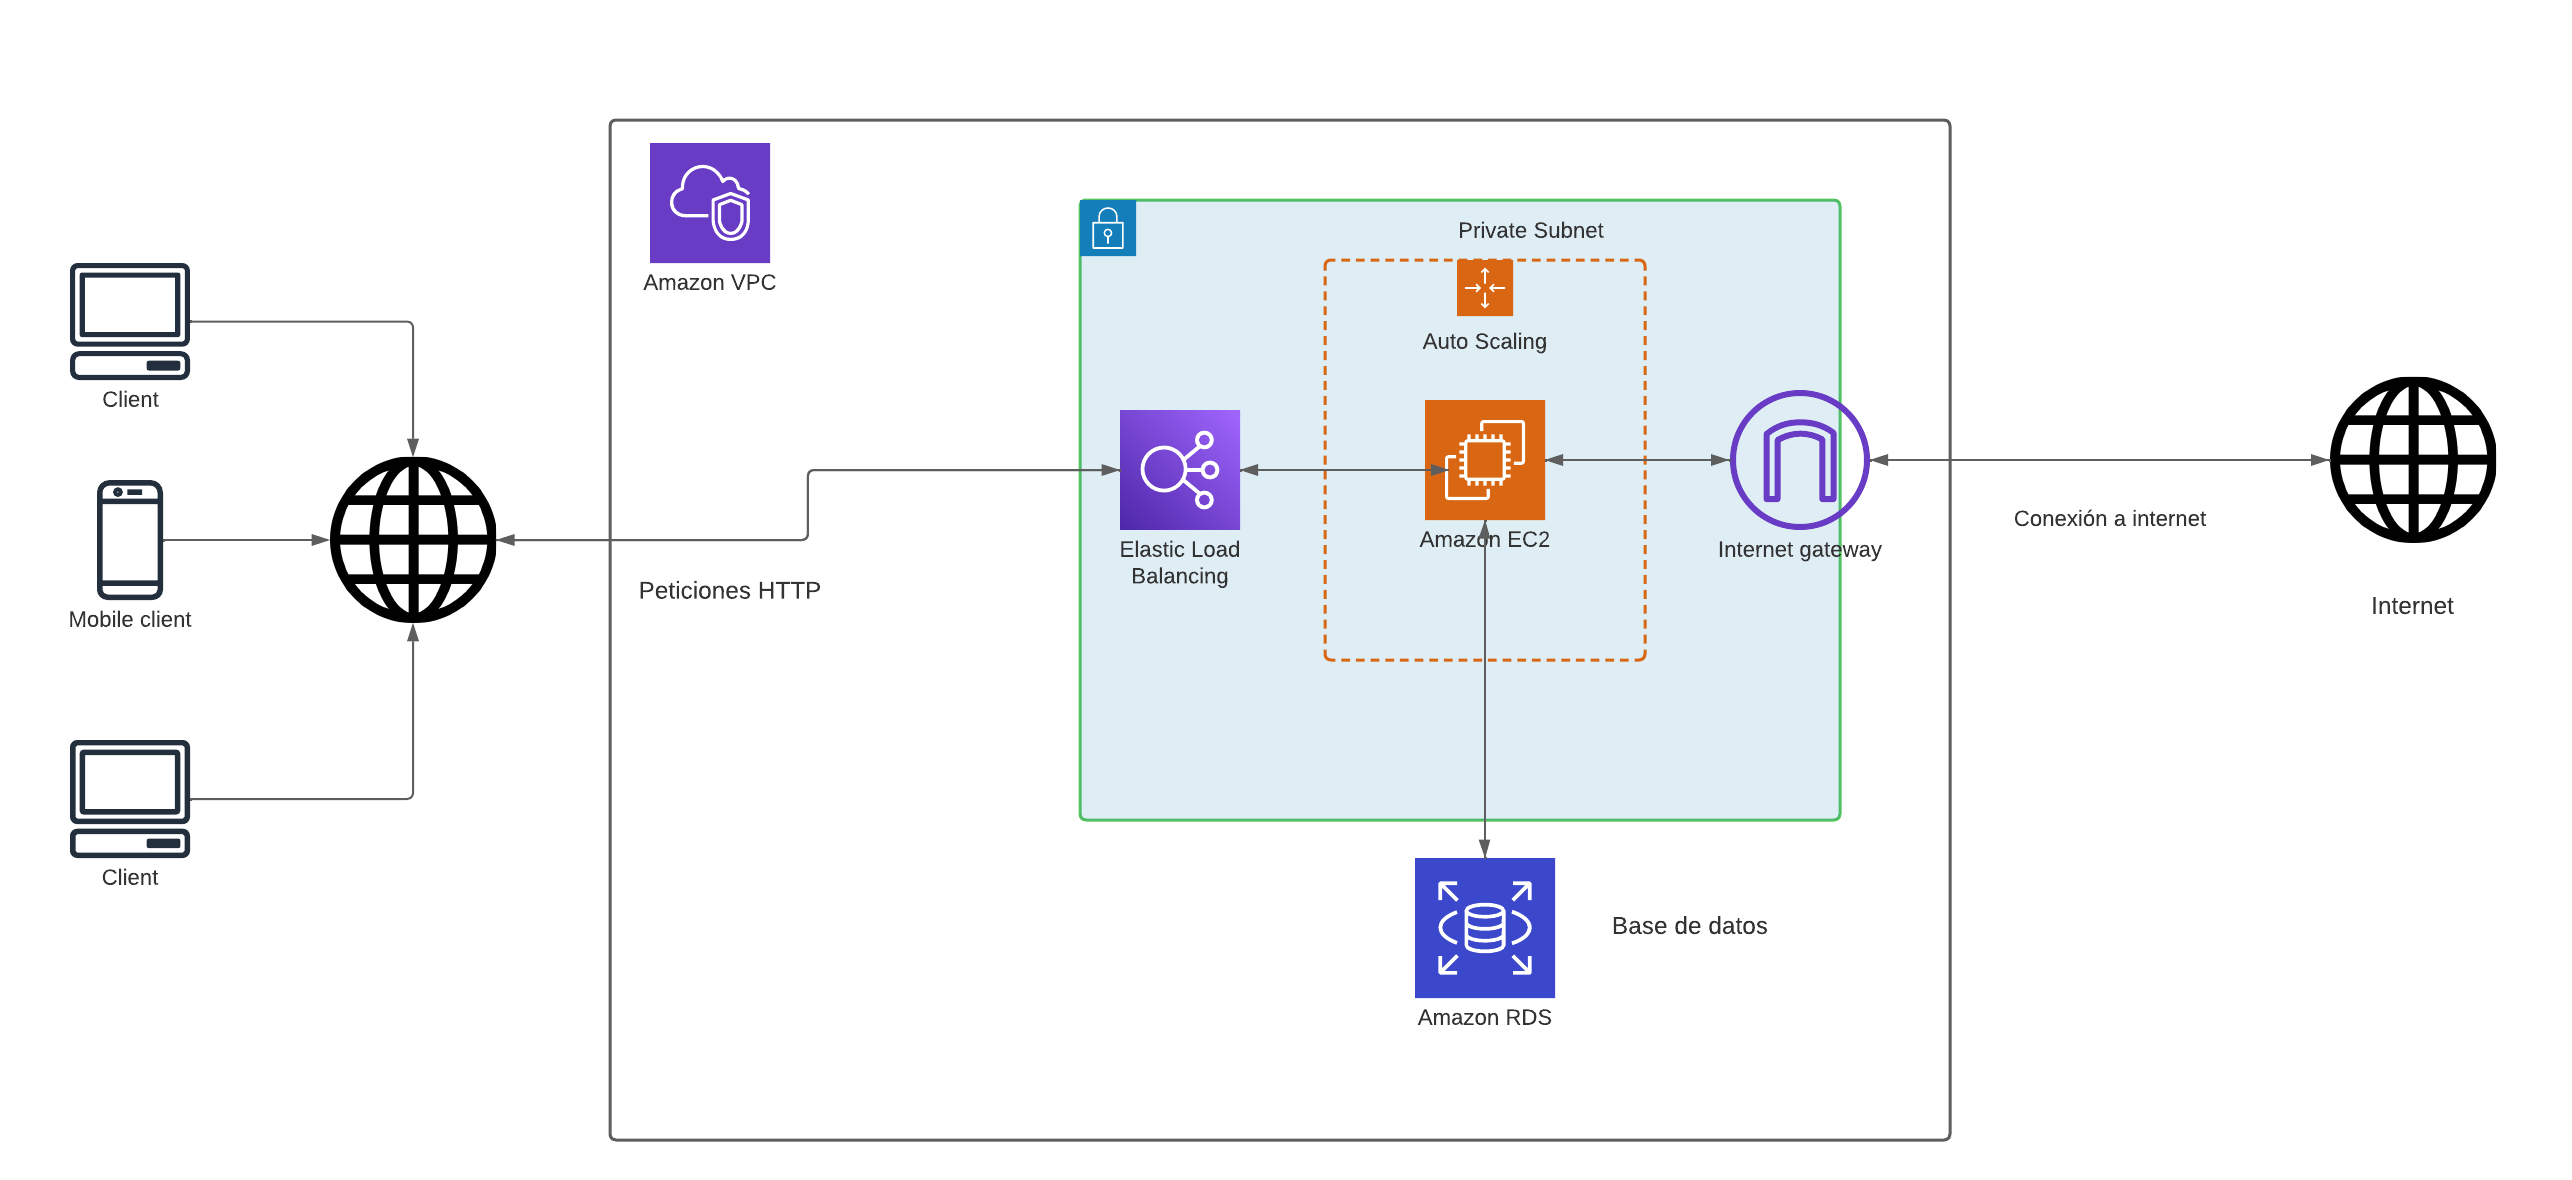 Amazon VPC
Private Subnet
Auto Scaling
Client
Mobile client
Client
Peticiones HTTP
Elastic Load
Balancing
Amazon EC2
Internet gateway
Conexión a internet
Internet
Base de datos
Amazon RDS